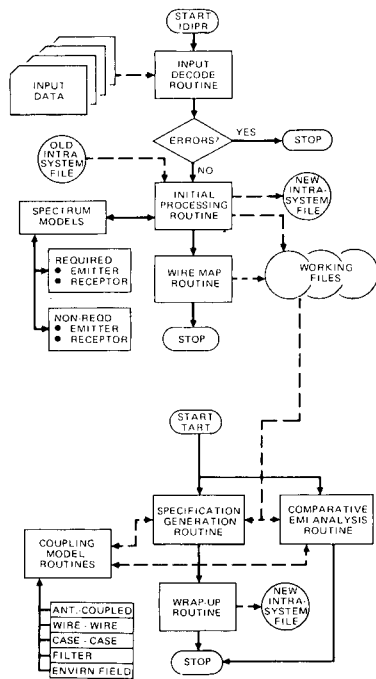 START
IDIPR
INPUT
DATA
INPUT
DECODE
ROUTINE
ERRORS?
YES
STOP
NO
OLD
INTRA
SYSTEM
FILE
INITIAL
PROCESSING
ROUTINE
NEW
INTRA-
SYSTEM
FILE
SPECTRUM
MODELS
REQUIRED
● EMITTER
● RECEPTOR
NON-REQD
● EMITTER
● RECEPTOR
WIRE MAP
ROUTINE
WORKING
FILES
STOP
START
TART
SPECIFICATION
GENERATION
ROUTINE
COMPARATIVE
EMI ANALYSIS
ROUTINE
COUPLING
MODEL
ROUTINES
ANT.-COUPLED
WIRE - WIRE
CASE - CASE
FILTER
ENVIRN FIELD
WRAP-UP
ROUTINE
NEW
INTRA-
SYSTEM
FILE
STOP